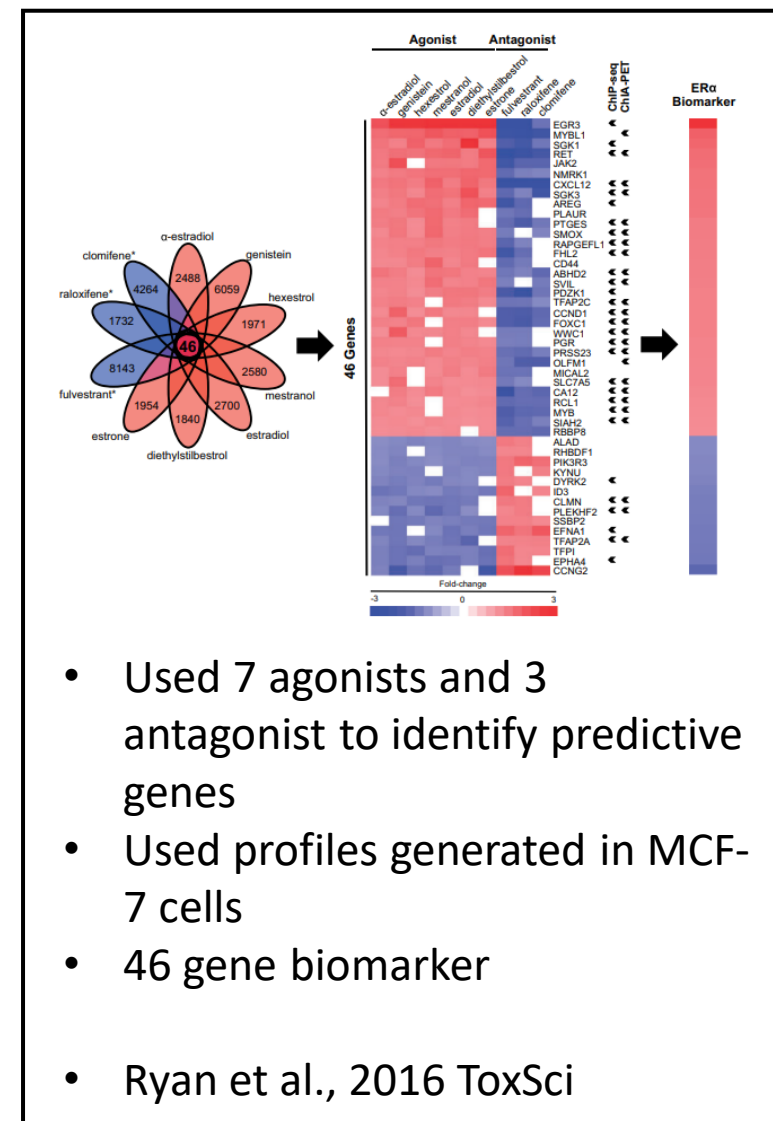 Agonist Antagonist
α-estradiol
genistein
hexestrol
mestranol
estradiol
diethylstilbestrol
estrone
fulvestrant
raloxifene
clomifene
ChIP-seq
ChIA-PET
ERα
Biomarker
EGR3
MYBL1
SGK1
RET
JAK2
NMRK1
CXCL12
SGK3
AREG
PLAUR
PTGES
SMOX
RAPGEFL1
FHL2
CD44
ABHD2
SVIL
PDZK1
TFAP2C
CCND1
FOXC1
WWC1
PGR
PRSS23
OLFM1
MICAL2
SLC7A5
CA12
RCL1
MYB
SIAH2
RBBP8
ALAD
RHBDF1
PIK3R3
KYNU
DYRK2
ID3
CLMN
PLEKHF2
SSBP2
EFNA1
TFAP2A
TFPI
EPHA4
CCNG2
46 Genes
Fold-change
-3 0 3
α-estradiol
clomifene*
genistein
2488
4264
6059
raloxifene*
hexestrol
1732
1971
46
8143
2580
fulvestrant*
mestranol
1954
2700
1840
estrone
estradiol
diethylstilbestrol
• Used 7 agonists and 3
antagonist to identify predictive
genes
• Used profiles generated in MCF-
7 cells
• 46 gene biomarker
• Ryan et al., 2016 ToxSci